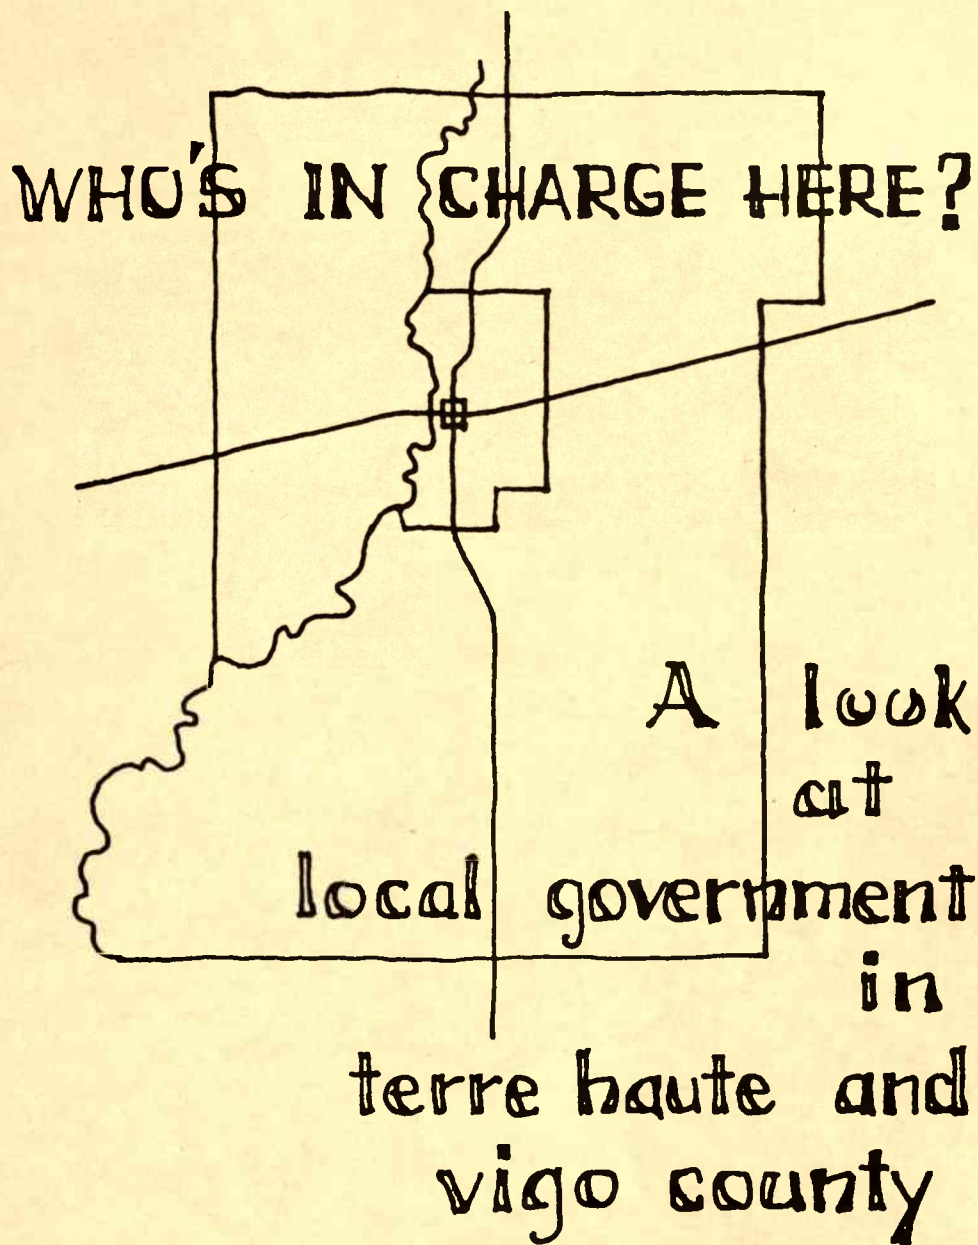 WHO'S IN CHARGE HERE?
A look
at
local government
in
terre haute and
vigo county